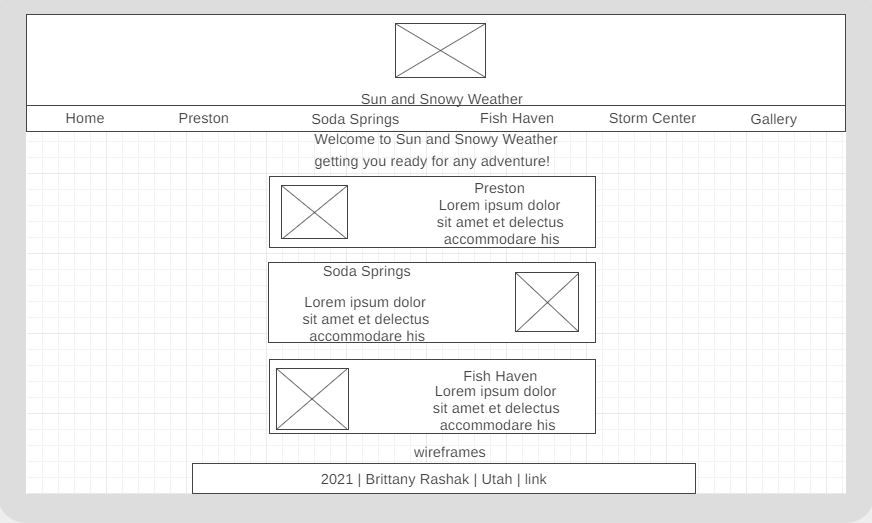 Sun and Snowy Weather
Home Preston Soda Springs Fish Haven Storm Center Gallery
Welcome to Sun and Snowy Weather
getting you ready for any adventure!
Preston
Lorem ipsum dolor
sit amet et delectus
accommodare his
Soda Springs
Lorem ipsum dolor
sit amet et delectus
accommodare his
Fish Haven
Lorem ipsum dolor
sit amet et delectus
accommodare his
wireframes
2021 | Brittany Rashak | Utah | link